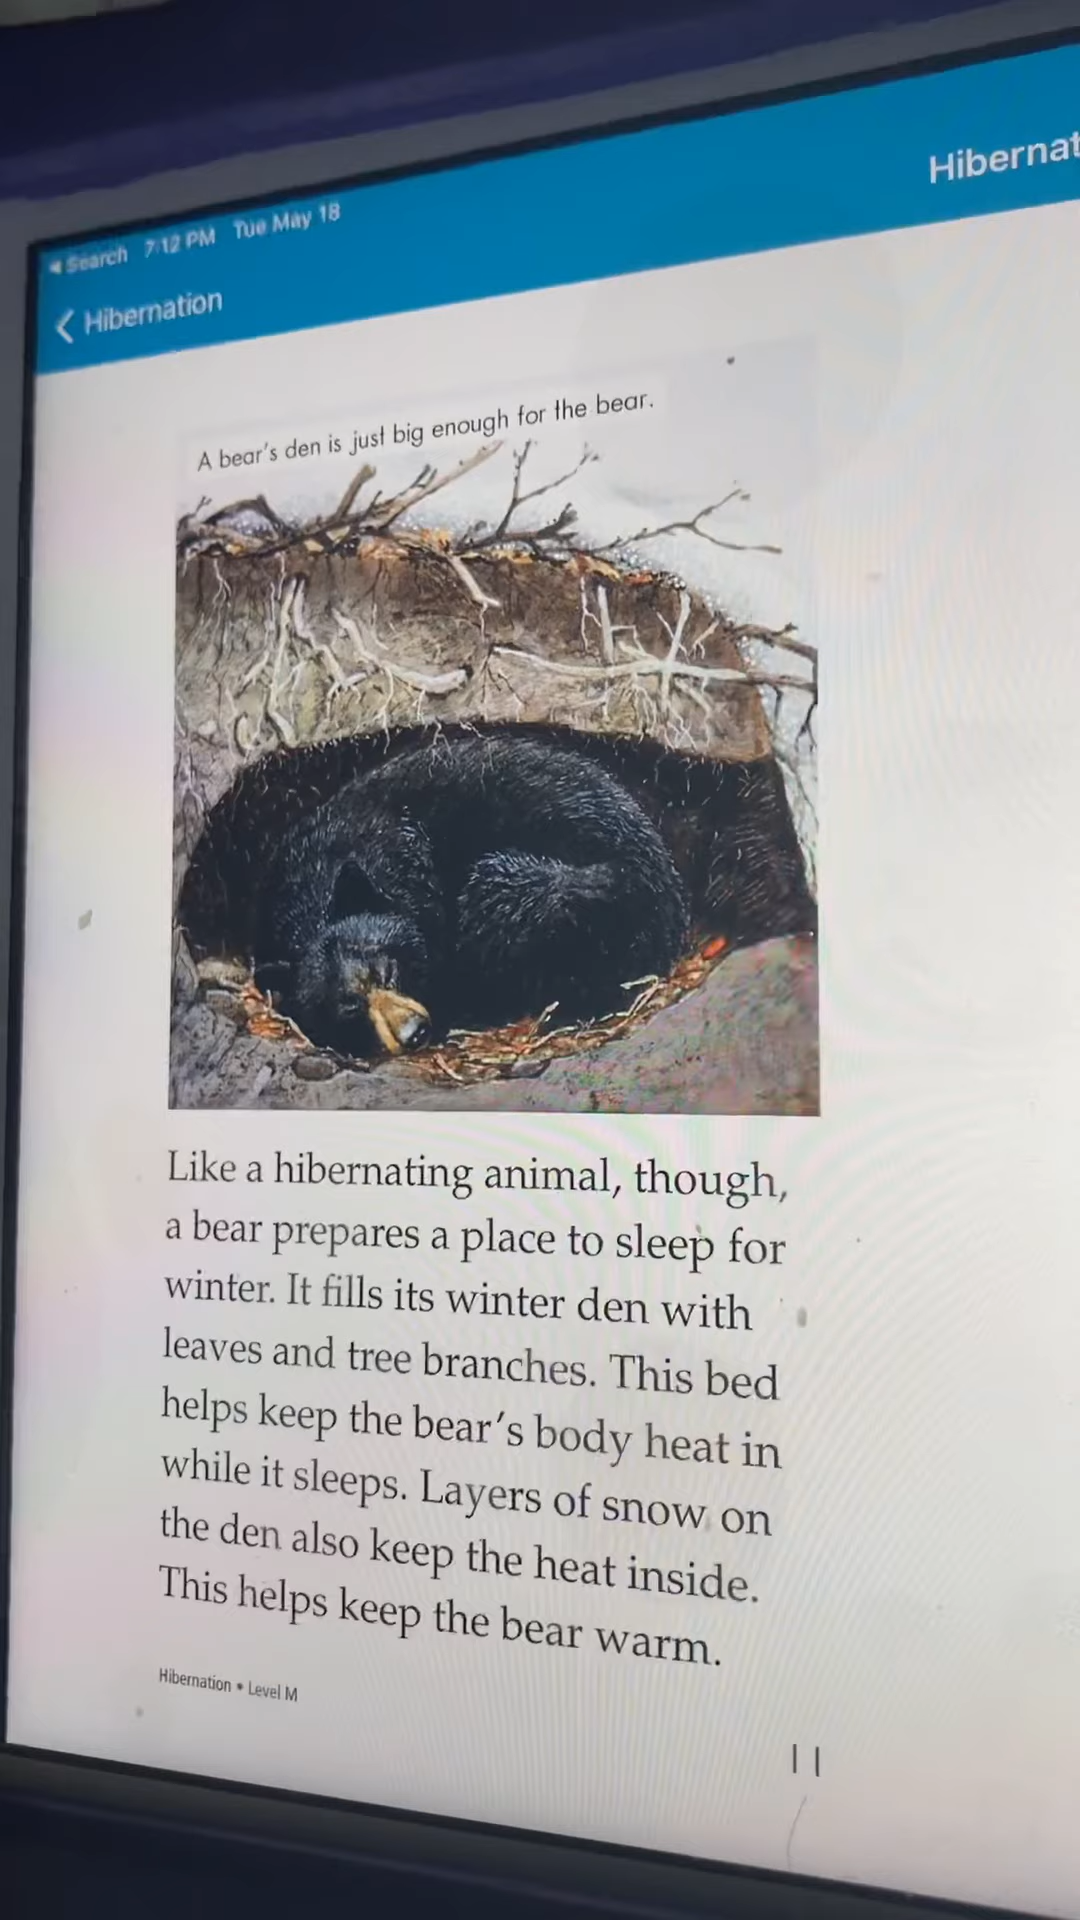 Hibernat
Search 7:12 PM Tue May 18
Hibernation
A bear's den is just big enough for the bear.
Like a hibernating animal, though,
a bear prepares a place to sleep for
winter. It fills its winter den with
leaves and tree branches. This bed
helps keep the bear's body heat in
while it sleeps. Layers of snow on
the den also keep the heat inside.
This helps keep the bear warm.
Hibernation • Level M
11